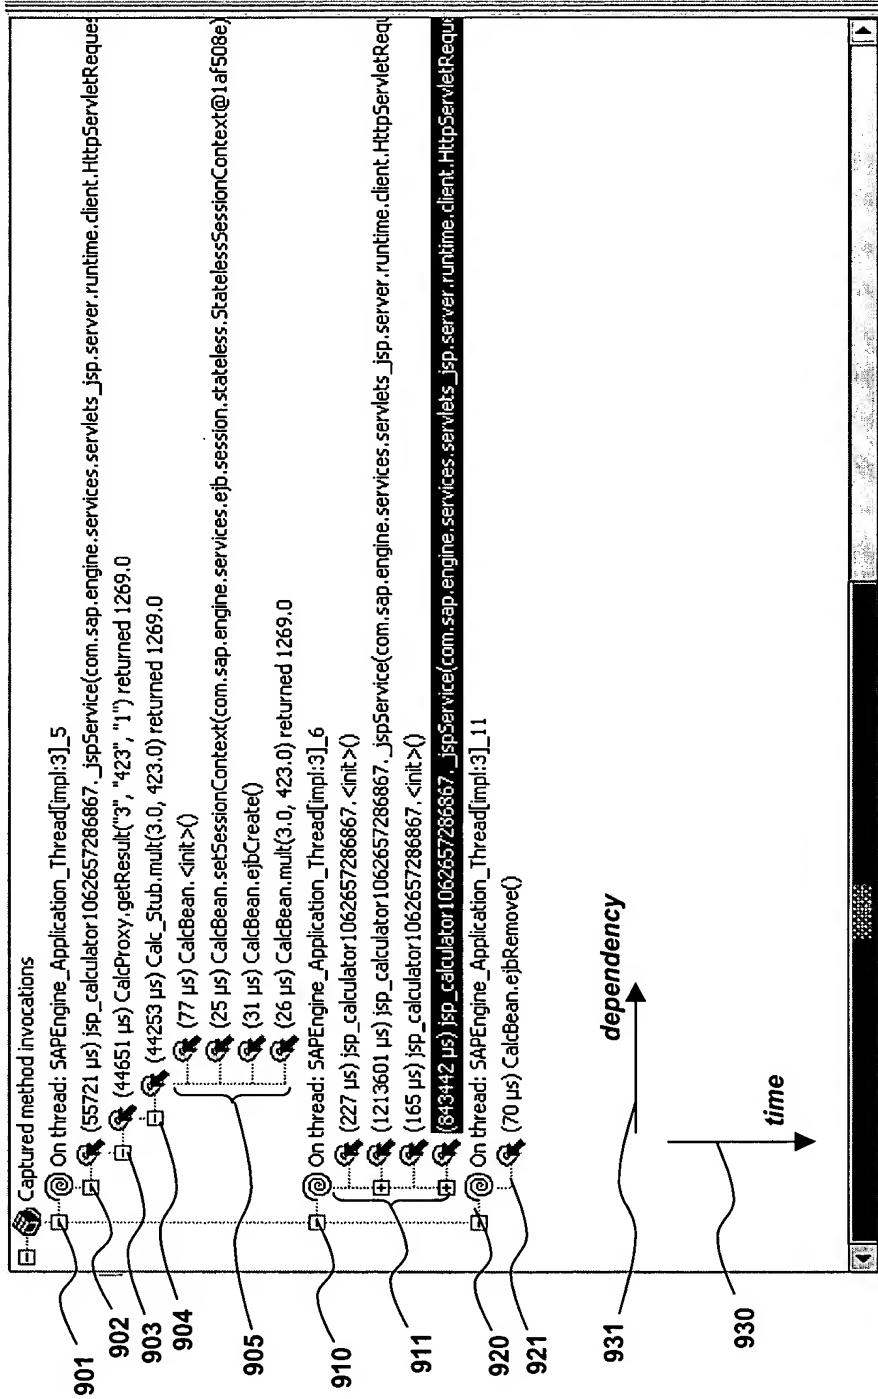 Captured method invocations
On thread: SAPEngine_Application_Thread[impl:3]_5
(55721 µs) jsp_calculator1062657286867._jspService(com.sap.engine.services.servlets_jsp.server.runtime.client.HttpServletReques
(44651 µs) CalcProxy.getResult("3", "423", "1") returned 1269.0
(44253 µs) Calc_Stub.mult(3.0, 423.0) returned 1269.0
(77 µs) CalcBean.<init>()
(25 µs) CalcBean.setSessionContext(com.sap.engine.services.ejb.session.stateless.StatelessSessionContext@1af508e)
(31 µs) CalcBean.ejbCreate()
(26 µs) CalcBean.mult(3.0, 423.0) returned 1269.0
On thread: SAPEngine_Application_Thread[impl:3]_6
(227 µs) jsp_calculator1062657286867.<init>()
(1213601 µs) jsp_calculator1062657286867._jspService(com.sap.engine.services.servlets_jsp.server.runtime.client.HttpServletRequ
(165 µs) jsp_calculator1062657286867.<init>()
(843442 µs) jsp_calculator1062657286867._jspService(com.sap.engine.services.servlets_jsp.server.runtime.client.HttpServletReque
On thread: SAPEngine_Application_Thread[impl:3]_11
(70 µs) CalcBean.ejbRemove()
dependency
time
901
902
903
904
905
910
911
920
921
931
930